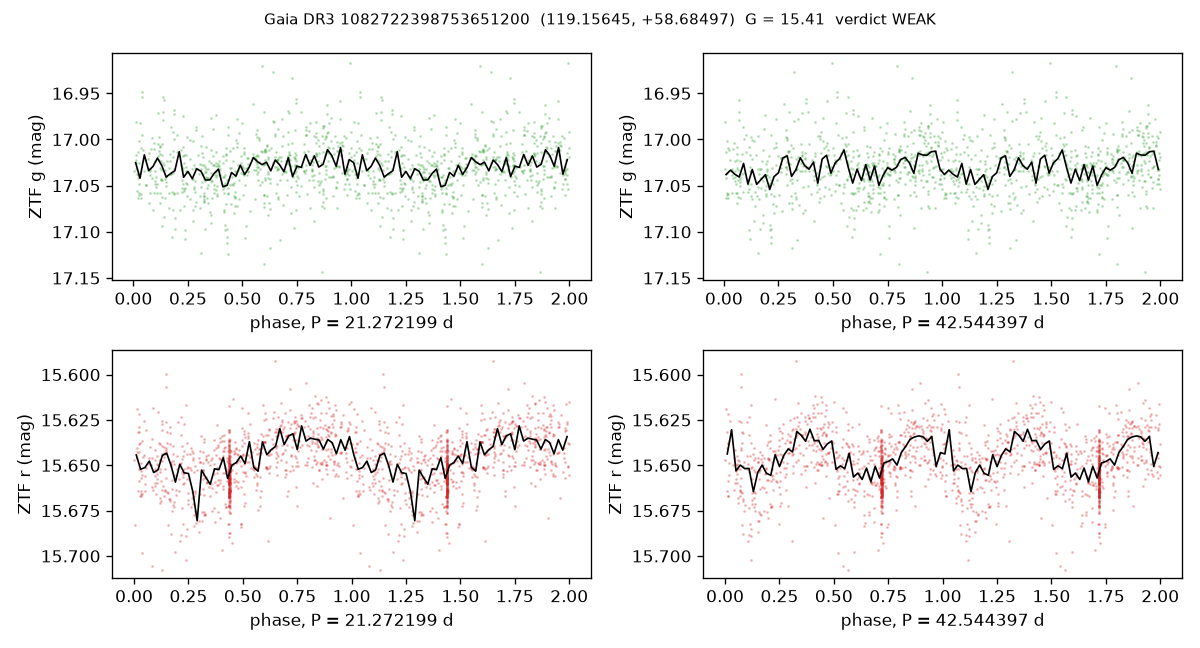 Gaia DR3 1082722398753651200  (119.15645, +58.68497)  G = 15.41  verdict WEAK
ZTF g (mag)
16.95
17.00
17.05
17.10
17.15
0.00 0.25 0.50 0.75 1.00 1.25 1.50 1.75 2.00
phase, P = 21.272199 d
ZTF g (mag)
16.95
17.00
17.05
17.10
17.15
0.00 0.25 0.50 0.75 1.00 1.25 1.50 1.75 2.00
phase, P = 42.544397 d
ZTF r (mag)
15.600
15.625
15.650
15.675
15.700
0.00 0.25 0.50 0.75 1.00 1.25 1.50 1.75 2.00
phase, P = 21.272199 d
ZTF r (mag)
15.600
15.625
15.650
15.675
15.700
0.00 0.25 0.50 0.75 1.00 1.25 1.50 1.75 2.00
phase, P = 42.544397 d